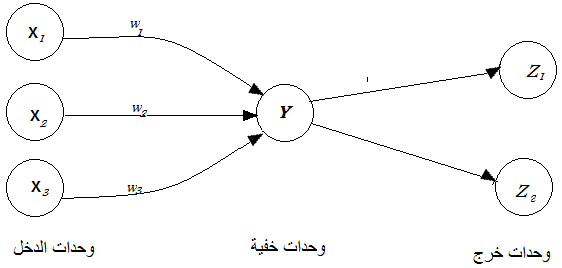 X1
w1
Z1
X2
w2
Y
X3
w3
Z2
وحدات الدخل
وحدات خفية
وحدات خرج